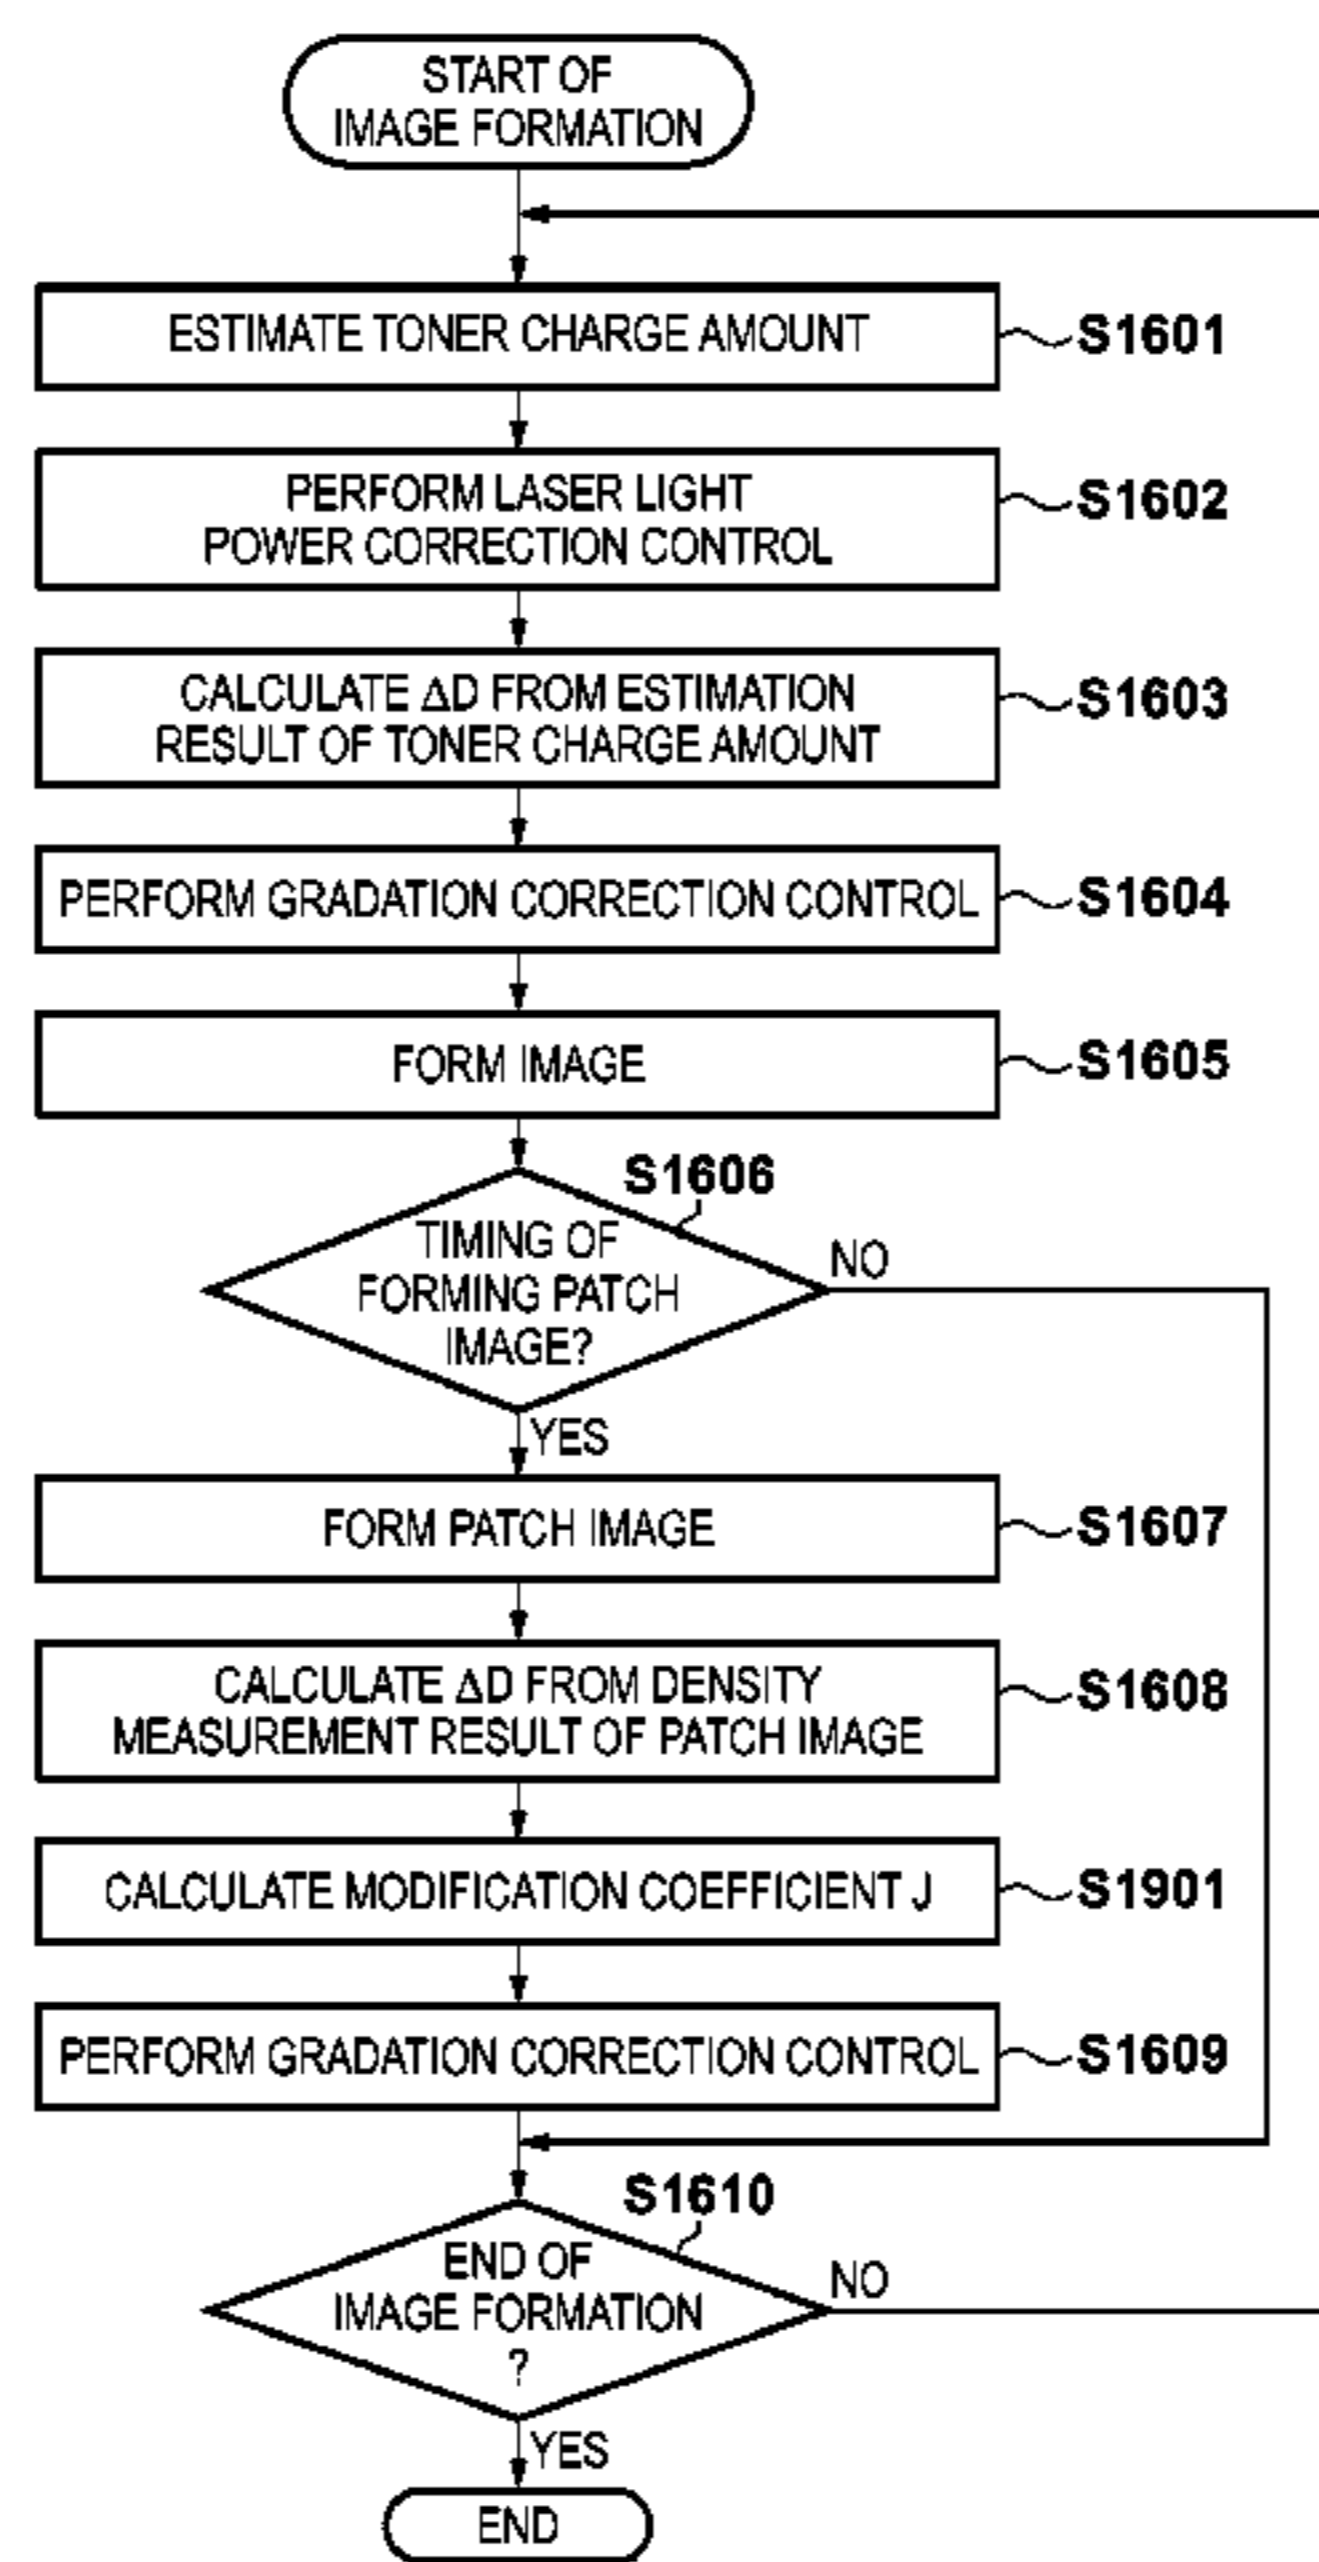 START OF
IMAGE FORMATION
ESTIMATE TONER CHARGE AMOUNT
S1601
PERFORM LASER LIGHT
POWER CORRECTION CONTROL
S1602
CALCULATE ΔD FROM ESTIMATION
RESULT OF TONER CHARGE AMOUNT
S1603
PERFORM GRADATION CORRECTION CONTROL
S1604
FORM IMAGE
S1605
S1606
TIMING OF
FORMING PATCH
IMAGE?
NO
YES
FORM PATCH IMAGE
S1607
CALCULATE ΔD FROM DENSITY
MEASUREMENT RESULT OF PATCH IMAGE
S1608
CALCULATE MODIFICATION COEFFICIENT J
S1901
PERFORM GRADATION CORRECTION CONTROL
S1609
S1610
END OF
IMAGE FORMATION
?
NO
YES
END